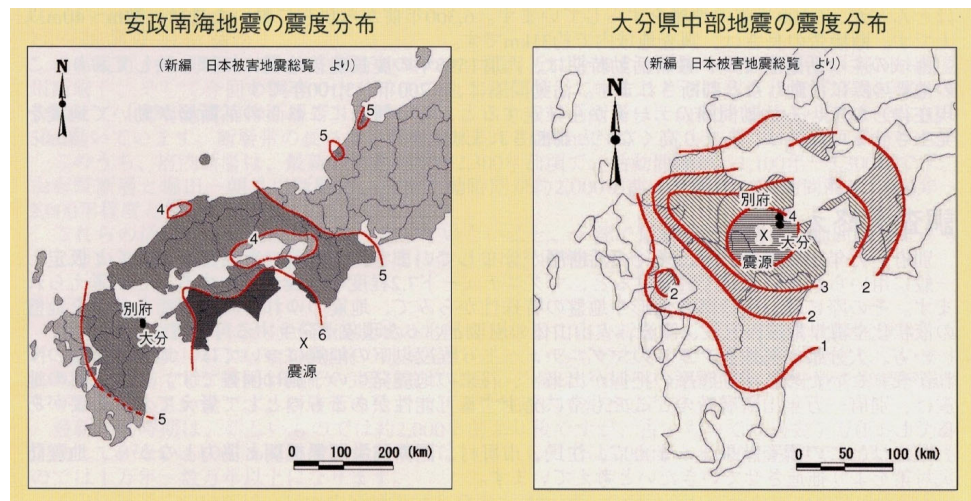 安政南海地震の震度分布
(新編 日本被害地震総覧 より)
N
5
5
4
4
5
別府
大分
6
X
震源
5
0 100 200 (km)
大分県中部地震の震度分布
(新編 日本被害地震総覧 より)
N
別府
4
X
大分
震源
2
2
3
2
1
0 50 100 (km)